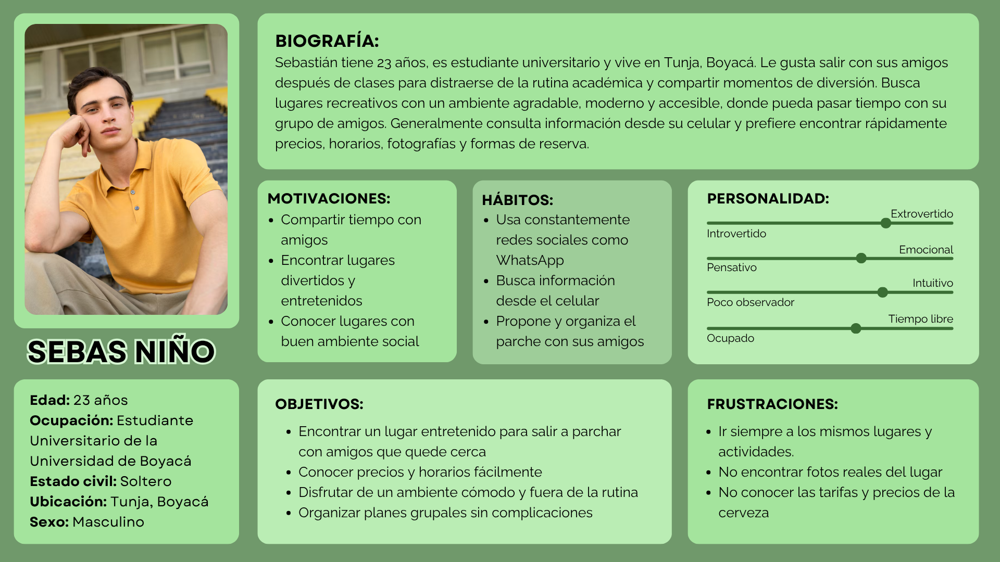 BIOGRAFÍA:
Sebastián tiene 23 años, es estudiante universitario y vive en Tunja, Boyacá. Le gusta salir con sus amigos
después de clases para distraerse de la rutina académica y compartir momentos de diversión. Busca
lugares recreativos con un ambiente agradable, moderno y accesible, donde pueda pasar tiempo con su
grupo de amigos. Generalmente consulta información desde su celular y prefiere encontrar rápidamente
precios, horarios, fotografías y formas de reserva.
SEBAS NIÑO
Edad: 23 años
Ocupación: Estudiante
Universitario de la
Universidad de Boyacá
Estado civil: Soltero
Ubicación: Tunja, Boyacá
Sexo: Masculino
MOTIVACIONES:
• Compartir tiempo con
amigos
• Encontrar lugares
divertidos y
entretenidos
• Conocer lugares con
buen ambiente social
HÁBITOS:
• Usa constantemente
redes sociales como
WhatsApp
• Busca información
desde el celular
• Propone y organiza el
parche con sus amigos
PERSONALIDAD:
Extrovertido
Introvertido
Emocional
Pensativo
Intuitivo
Poco observador
Tiempo libre
Ocupado
OBJETIVOS:
• Encontrar un lugar entretenido para salir a parchar
con amigos que quede cerca
• Conocer precios y horarios fácilmente
• Disfrutar de un ambiente cómodo y fuera de la rutina
• Organizar planes grupales sin complicaciones
FRUSTRACIONES:
• Ir siempre a los mismos lugares y
actividades.
• No encontrar fotos reales del lugar
• No conocer las tarifas y precios de la
cerveza